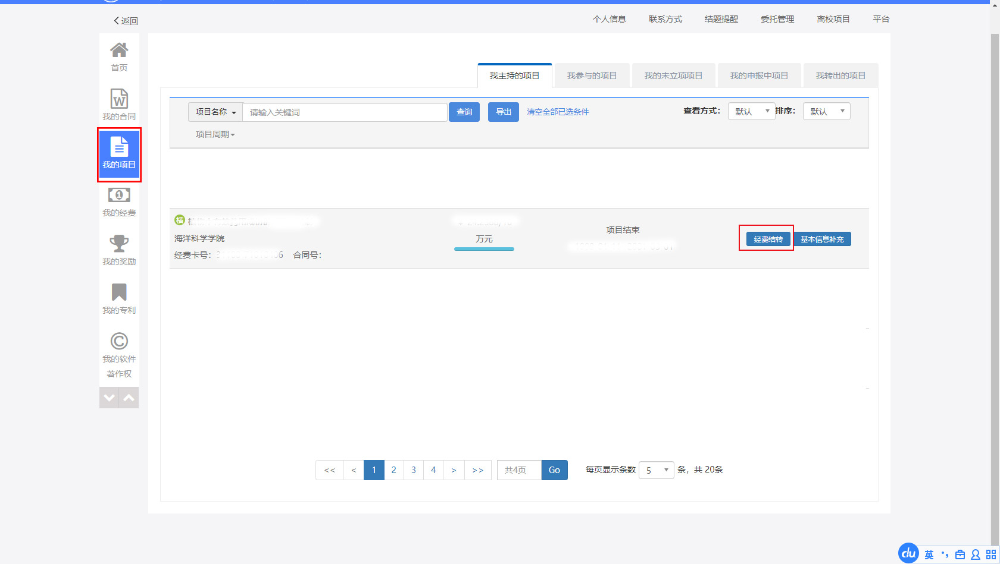 返回
个人信息 联系方式 结题提醒 委托管理 离校项目 平台
首页
我的合同
我的项目
我的经费
我的奖励
我的专利
我的软件
著作权
我主持的项目 我参与的项目 我的未立项项目 我的申报中项目 我转出的项目
项目名称 请输入关键词 查询 导出 清空全部已选条件 查看方式： 默认 排序： 默认
项目周期
横
海洋科学学院
经费卡号： 合同号：
万元
项目结束
经费结转 基本信息补充
<< < 1 2 3 4 > >> 共4页 Go 每页显示条数 5 条，共 20条
du 英